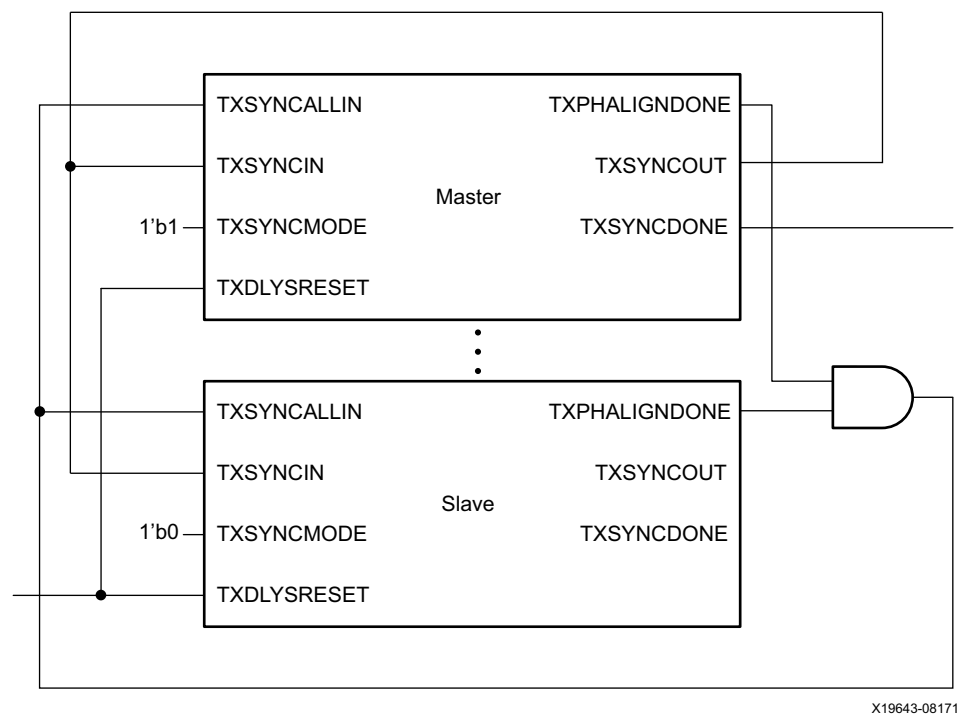 TXSYNCALLIN TXPHALIGNDONE
TXSYNCIN TXSYNCOUT
Master
1’b1 TXSYNCMODE TXSYNCDONE
TXDLYSRESET
TXSYNCALLIN TXPHALIGNDONE
TXSYNCIN TXSYNCOUT
Slave
1’b0 TXSYNCMODE TXSYNCDONE
TXDLYSRESET
X19643-08171